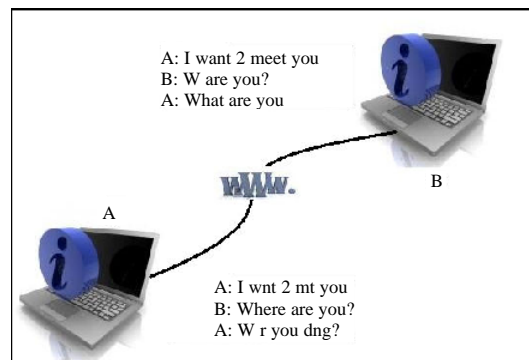 A: I want 2 meet you
B: W are you?
A: What are you
B
www.
A
A: I wnt 2 mt you
B: Where are you?
A: W r you dng?